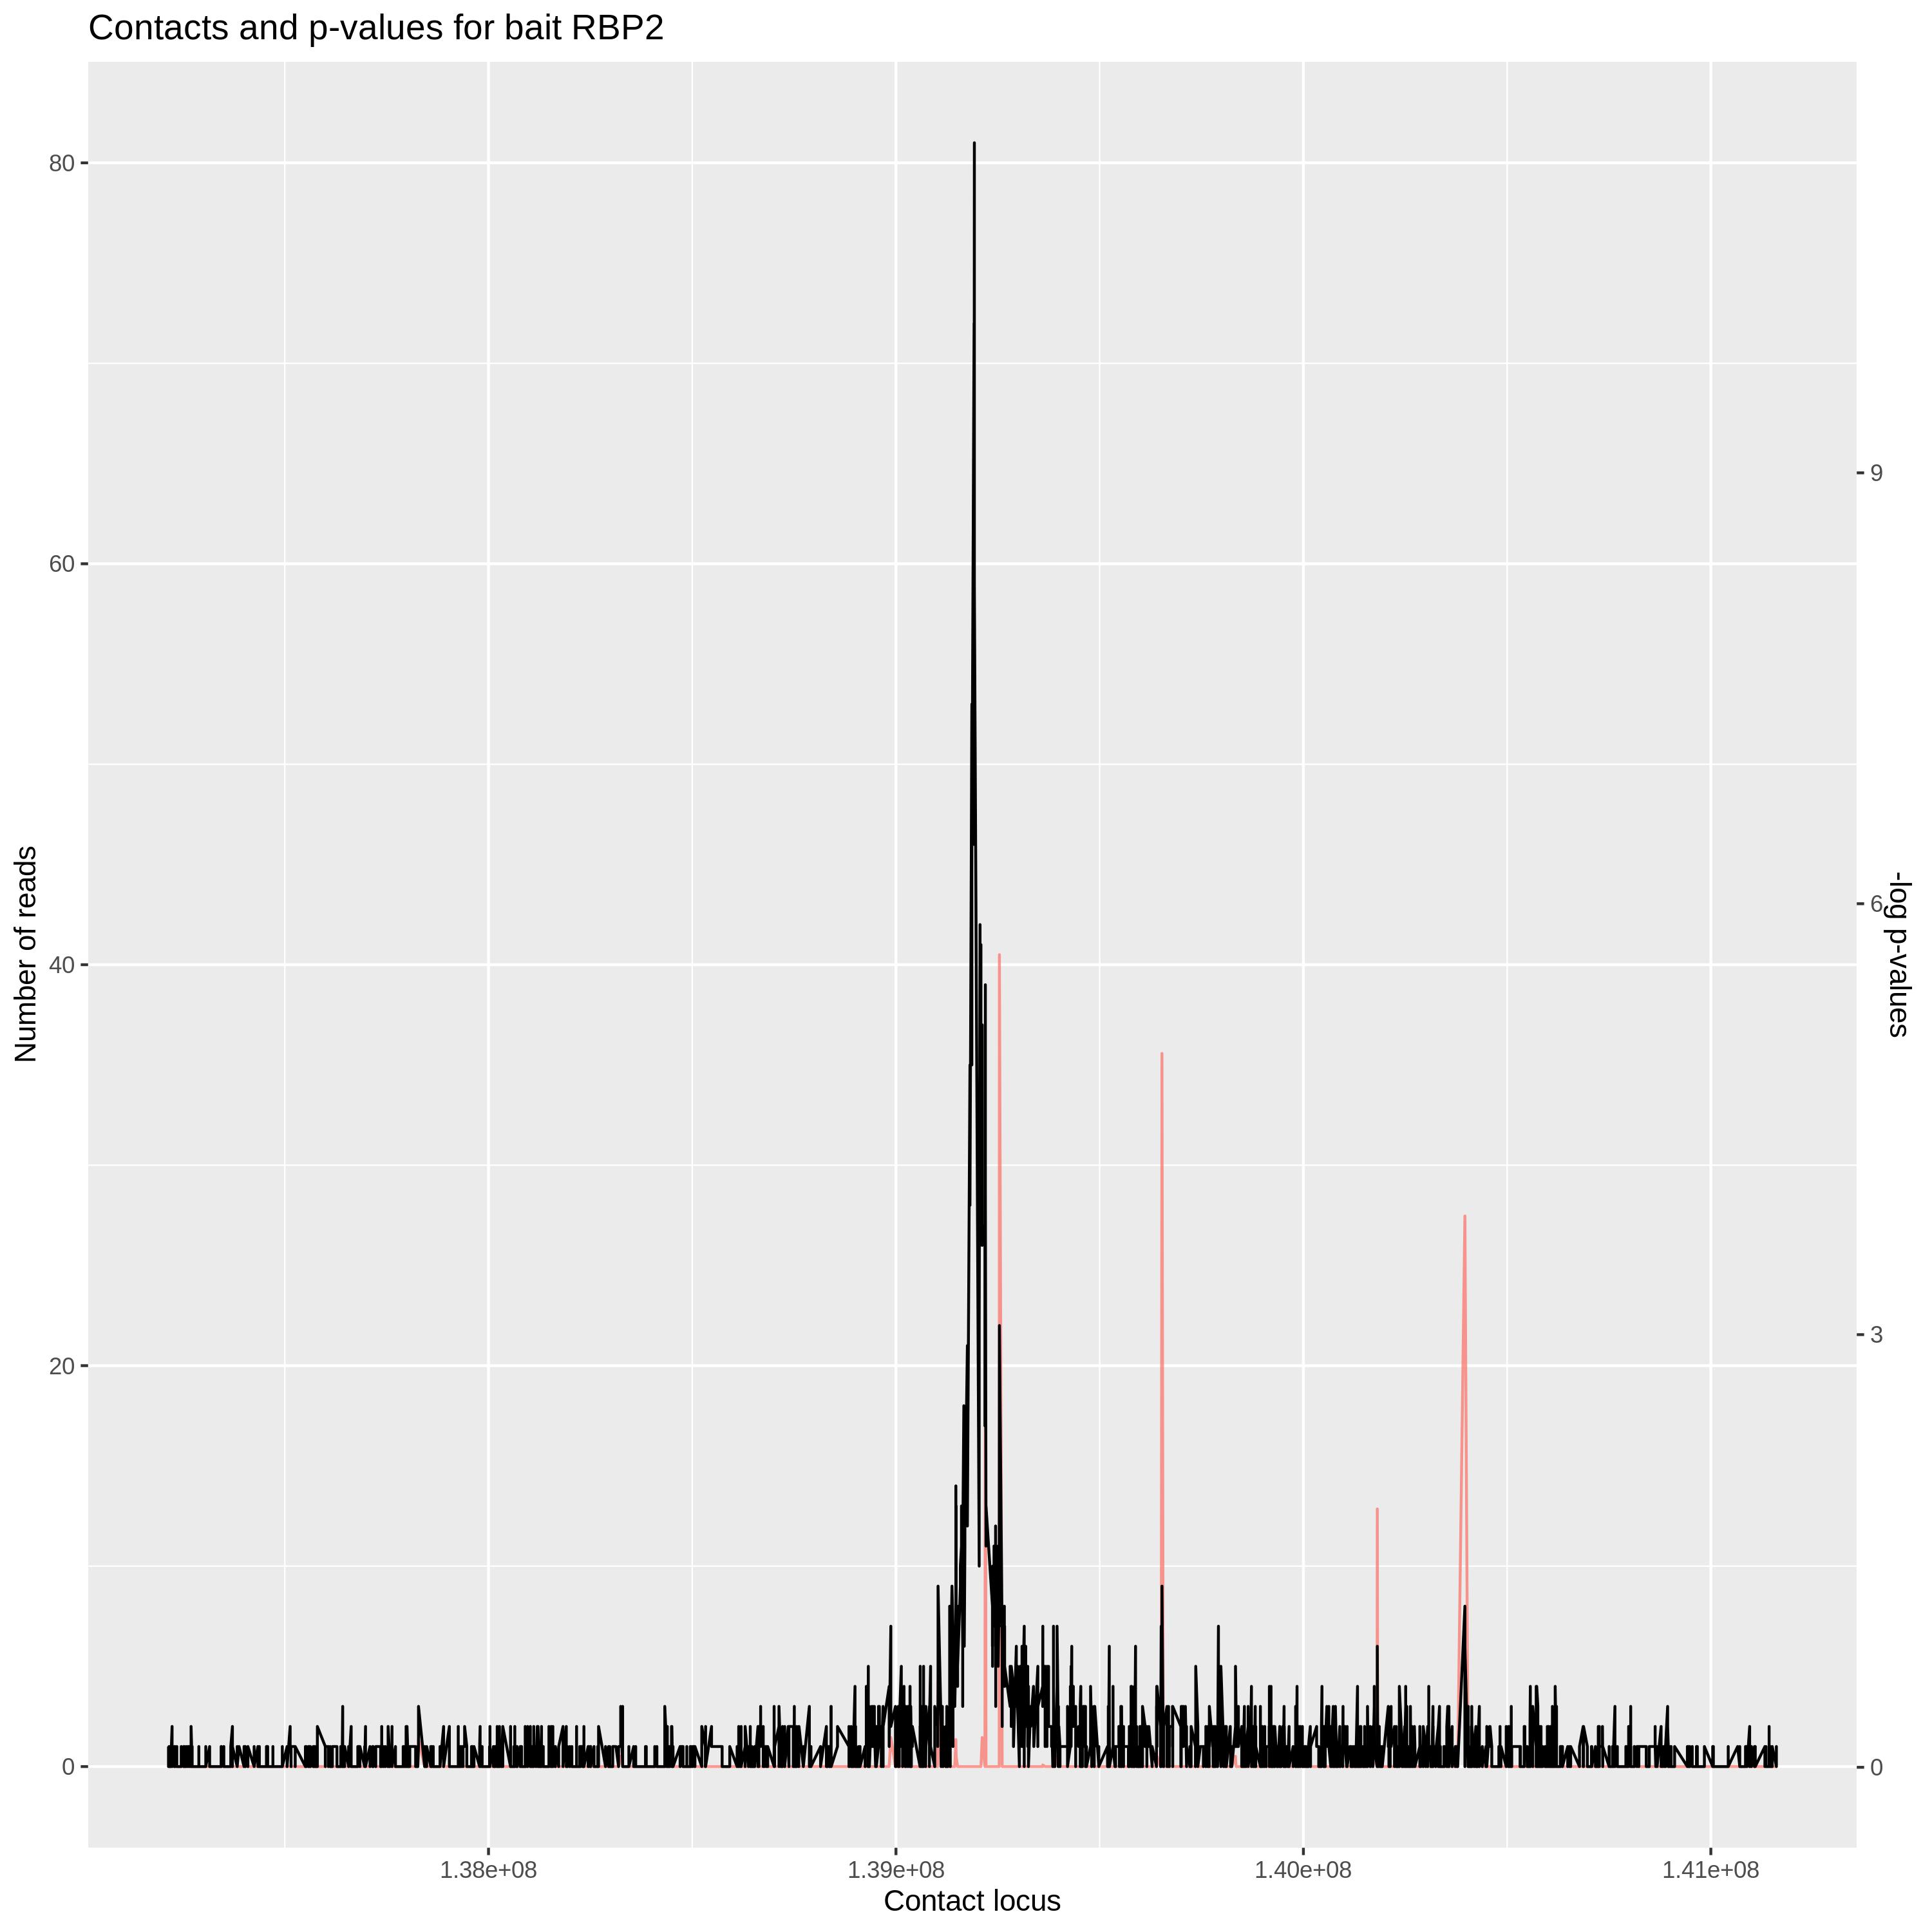 Contacts and p-values for bait RBP2
80
60
40
20
0
Number of reads
9
6
3
0
-log p-values
1.38e+08
1.39e+08
1.40e+08
1.41e+08
Contact locus